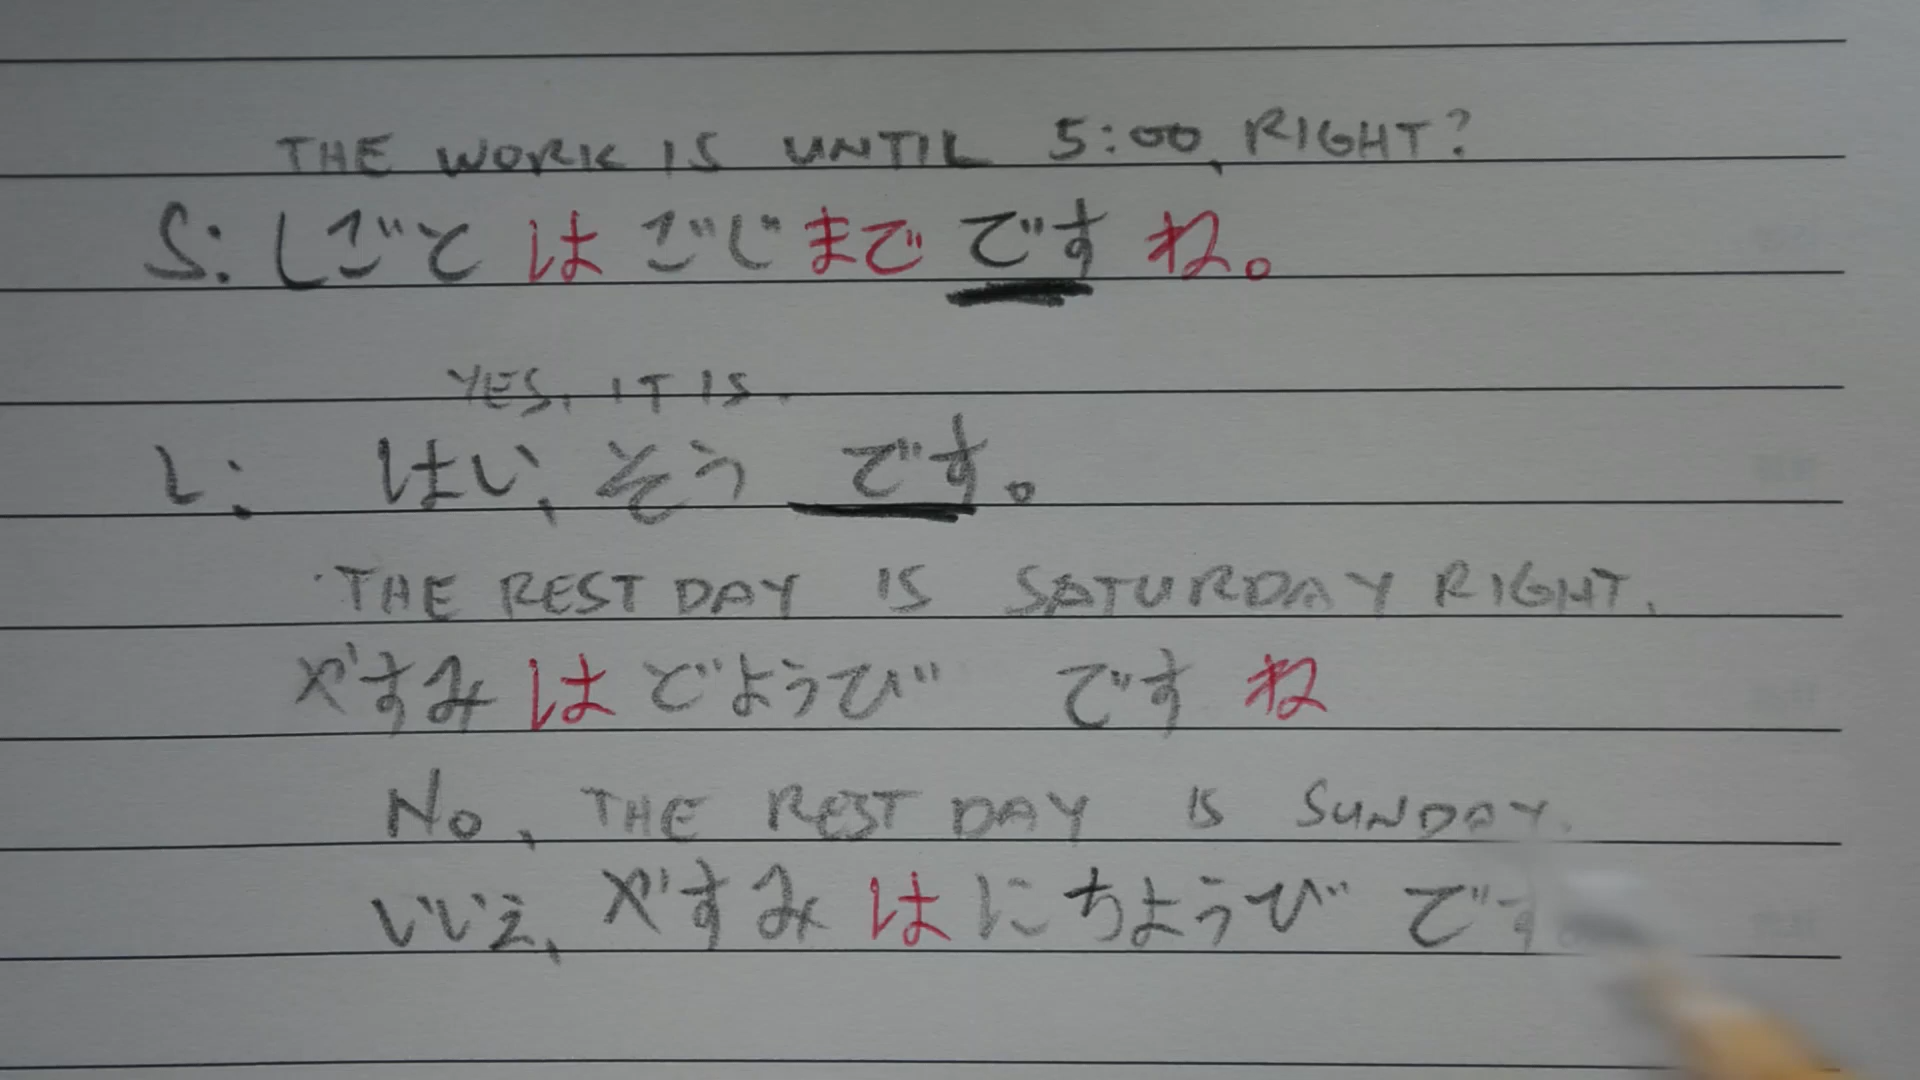 THE WORK IS UNTIL 5:00, RIGHT?
S: しごと は ごじ まで です ね。
YES, IT IS.
L: はい、そう です。
THE REST DAY IS SATURDAY RIGHT.
やすみ は どようび です ね
NO, THE REST DAY IS SUNDAY.
いいえ、やすみ は にちようび です